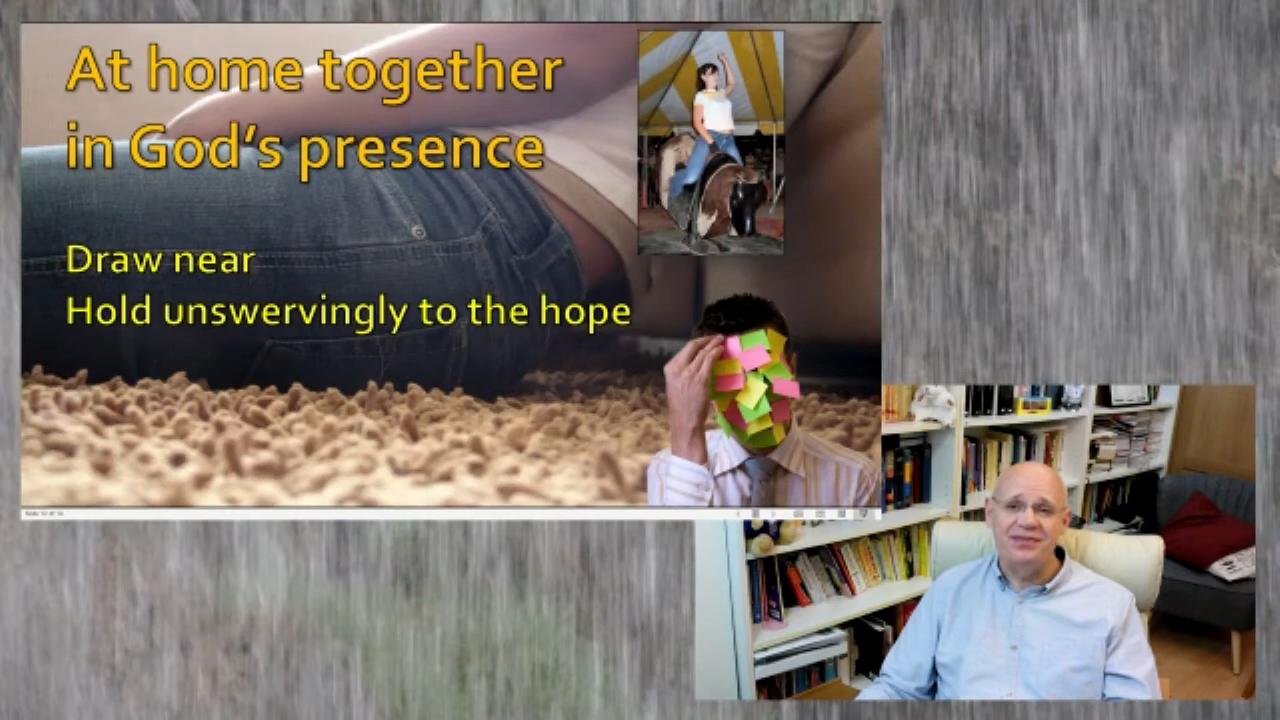 At home together
in God's presence
Draw near
Hold unswervingly to the hope